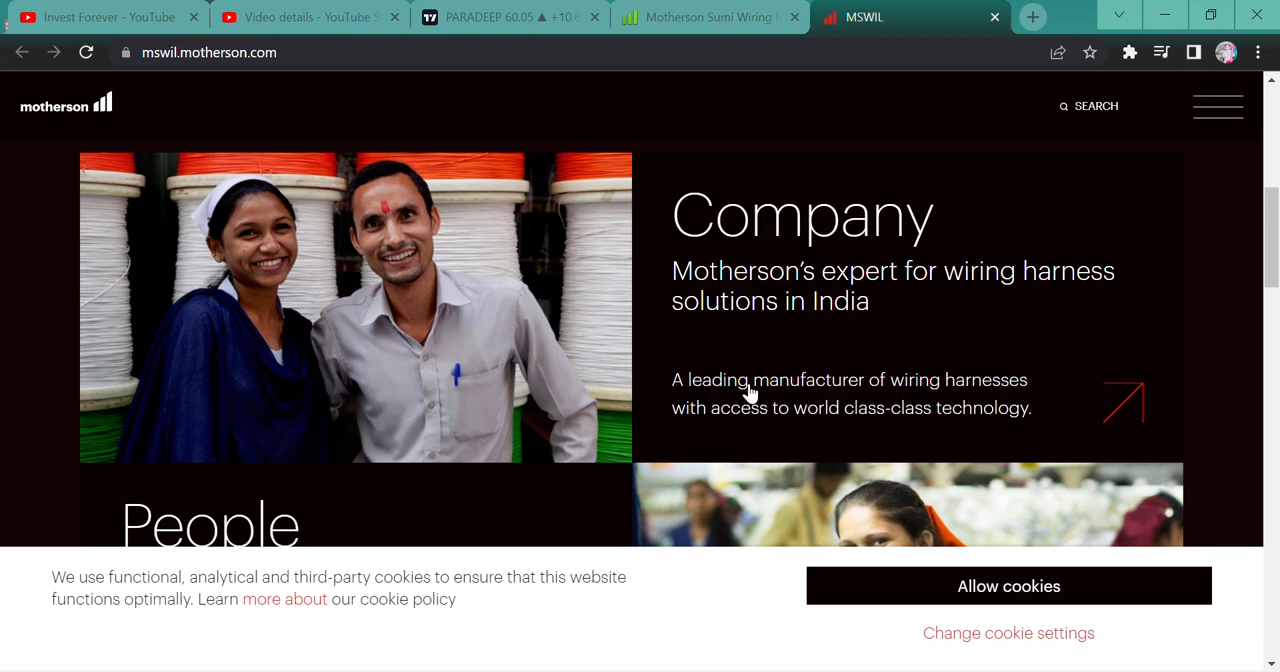 Invest Forever - YouTube
Video details - YouTube S
PARADEEP 60.05 ▲ +10.6
Motherson Sumi Wiring I
MSWIL
mswil.motherson.com
motherson
SEARCH
Company
Motherson's expert for wiring harness
solutions in India
A leading manufacturer of wiring harnesses
with access to world class-class technology.
People
We use functional, analytical and third-party cookies to ensure that this website
functions optimally. Learn more about our cookie policy
Allow cookies
Change cookie settings